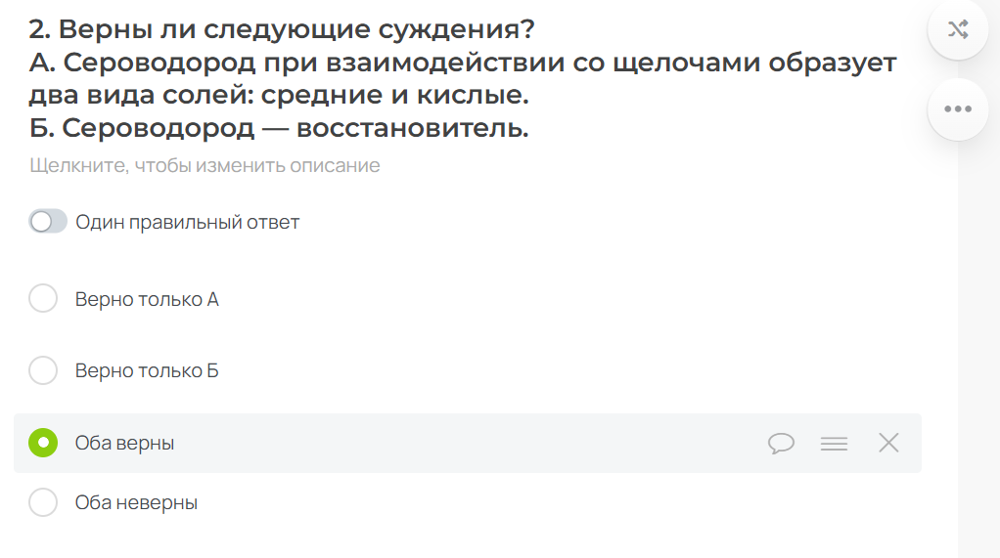 2. Верны ли следующие суждения?
А. Сероводород при взаимодействии со щелочами образует
два вида солей: средние и кислые.
Б. Сероводород — восстановитель.
Щелкните, чтобы изменить описание
Один правильный ответ
Верно только А
Верно только Б
Оба верны
Оба неверны